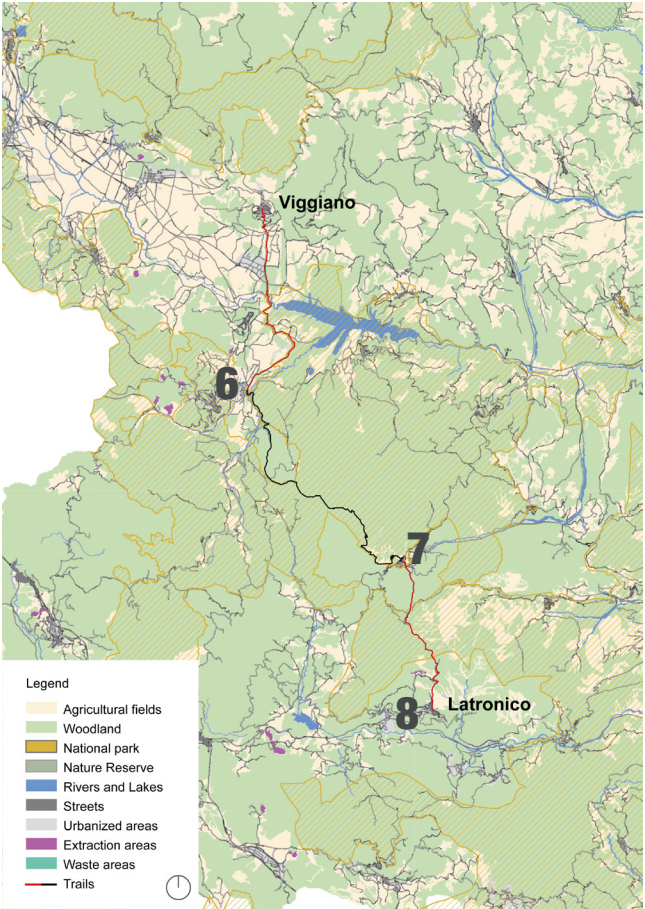 Viggiano
6
7
8
Latronico
Legend
Agricultural fields
Woodland
National park
Nature Reserve
Rivers and Lakes
Streets
Urbanized areas
Extraction areas
Waste areas
Trails